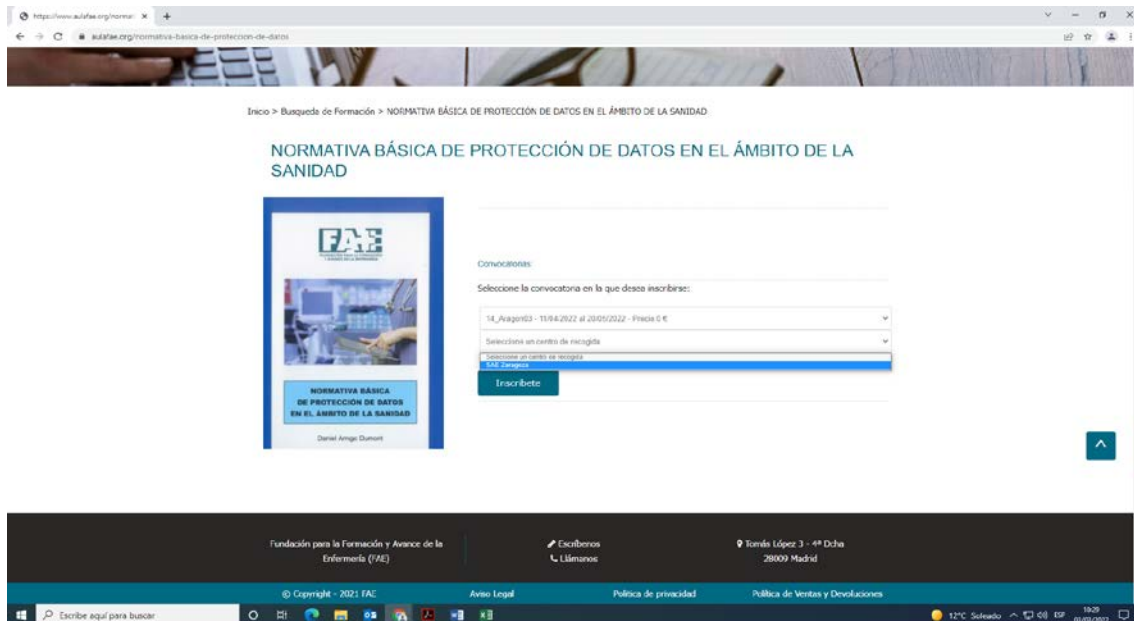 https://www.aulafae.org/normat
aulafae.org/normativa-basica-de-proteccion-de-datos
Inicio > Busqueda de Formación > NORMATIVA BÁSICA DE PROTECCIÓN DE DATOS EN EL ÁMBITO DE LA SANIDAD
NORMATIVA BÁSICA DE PROTECCIÓN DE DATOS EN EL ÁMBITO DE LA
SANIDAD
FAE
NORMATIVA BÁSICA
DE PROTECCIÓN DE DATOS
EN EL ÁMBITO DE LA SANIDAD
Daniel Dumont
Convocatorias:
Seleccione la convocatoria en la que desea inscribirse:
14_Aragon03 - 11/04/2022 al 20/05/2022 - Precio 0 €
Seleccione un centro de recogida
Seleccione un centro de recogida
SAE Zaragoza
Inscríbete
Fundación para la Formación y Avance de la
Enfermería (FAE)
Escríbenos
Llámanos
Tomás López 3 - 4ª Dcha
28009 Madrid
© Copyright - 2021 FAE
Aviso Legal
Política de privacidad
Política de Ventas y Devoluciones
Escribe aquí para buscar
12°C Soleado
ESP